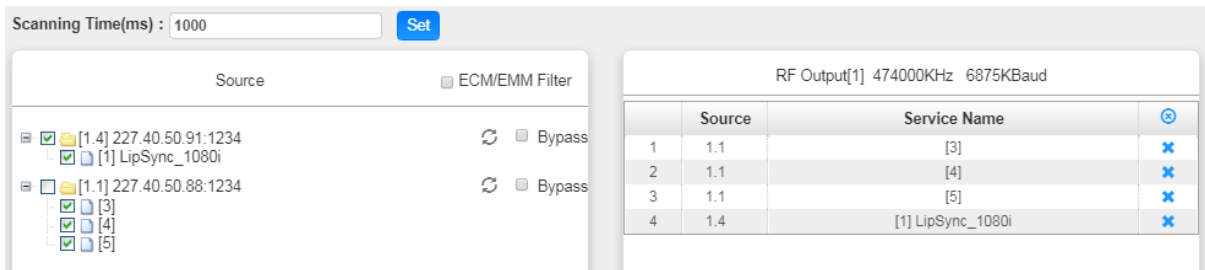 Scanning Time(ms) : 1000 Set
Source ECM/EMM Filter
[1.4] 227.40.50.91:1234 Bypass
[1] LipSync_1080i
[1.1] 227.40.50.88:1234 Bypass
[3]
[4]
[5]
RF Output[1] 474000KHz 6875KBaud
Source Service Name
1 1.1 [3]
2 1.1 [4]
3 1.1 [5]
4 1.4 [1] LipSync_1080i